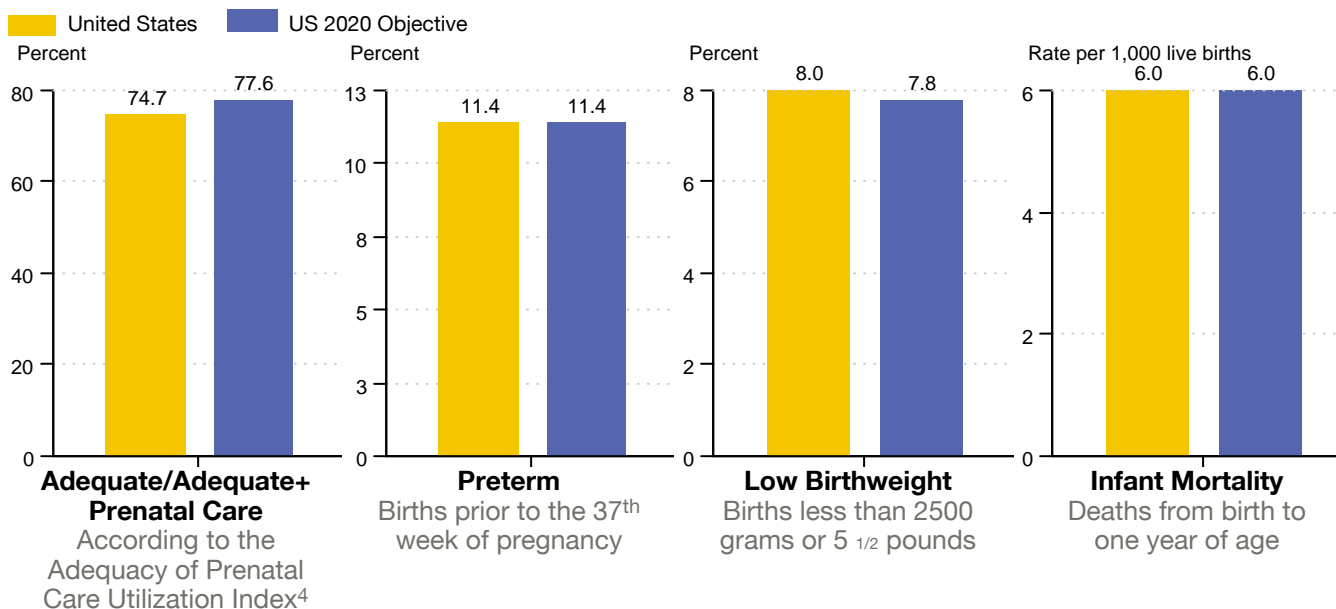 United States US 2020 Objective
Percent
80
60
40
20
0
74.7
77.6
Adequate/Adequate+
Prenatal Care
According to the
Adequacy of Prenatal
Care Utilization Index4
Percent
13
10
8
5
3
0
11.4
11.4
Preterm
Births prior to the 37th
week of pregnancy
Percent
8
6
4
2
0
8.0
7.8
Low Birthweight
Births less than 2500
grams or 5 1/2 pounds
Rate per 1,000 live births
6
4
2
0
6.0
6.0
Infant Mortality
Deaths from birth to
one year of age